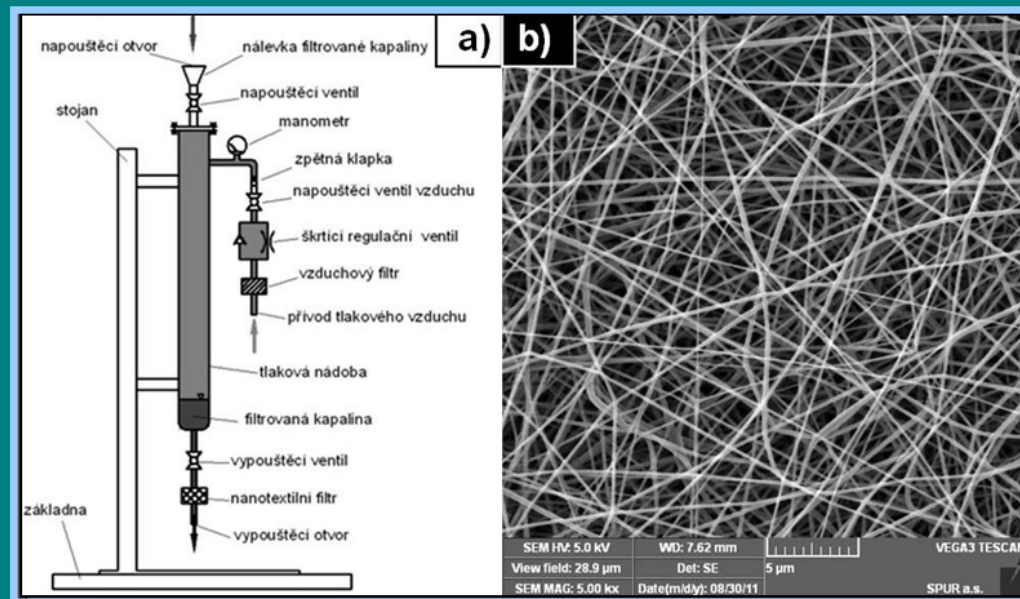 a)
napouštěcí otvor
nálevka filtrované kapaliny
napouštěcí ventil
stojan
manometr
zpětná klapka
napouštěcí ventil vzduchu
škrtící regulační ventil
vzduchový filtr
přívod tlakového vzduchu
tlaková nádoba
filtrovaná kapalina
vypouštěcí ventil
nanotextilní filtr
základna
vypouštěcí otvor
b)
SEM HV: 5.0 kV WD: 7.62 mm VEGA3 TESCAN
View field: 28.9 µm Det: SE 5 µm
SEM MAG: 5.00 kx Date(m/d/y): 08/30/11 SPUR a.s.